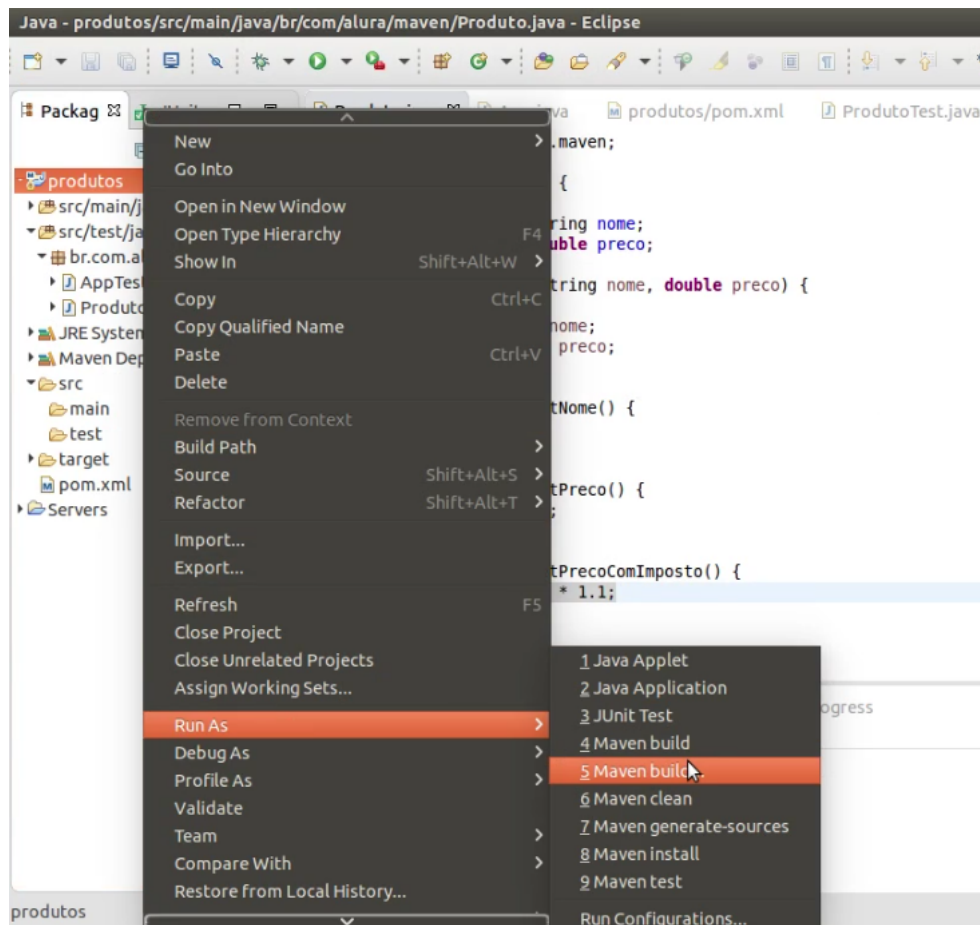 Java - produtos/src/main/java/br/com/alura/maven/Produto.java - Eclipse
Packag
produtos/pom.xml
ProdutoTest.java
produtos
src/main/j
src/test/ja
br.com.al
AppTes
Produto
JRE System
Maven Dep
src
main
test
target
pom.xml
Servers
New
Go Into
Open in New Window
Open Type Hierarchy F4
Show In Shift+Alt+W
Copy Ctrl+C
Copy Qualified Name
Paste Ctrl+V
Delete
Remove from Context
Build Path
Source Shift+Alt+S
Refactor Shift+Alt+T
Import...
Export...
Refresh F5
Close Project
Close Unrelated Projects
Assign Working Sets...
Run As
Debug As
Profile As
Validate
Team
Compare With
Restore from Local History...
.maven;
{
ring nome;
uble preco;
tring nome, double preco) {
nome;
preco;
tNome() {
tPreco() {
;
tPrecoComImposto() {
* 1.1;
ogress
1 Java Applet
2 Java Application
3 JUnit Test
4 Maven build
5 Maven build...
6 Maven clean
7 Maven generate-sources
8 Maven install
9 Maven test
Run Configurations...
produtos